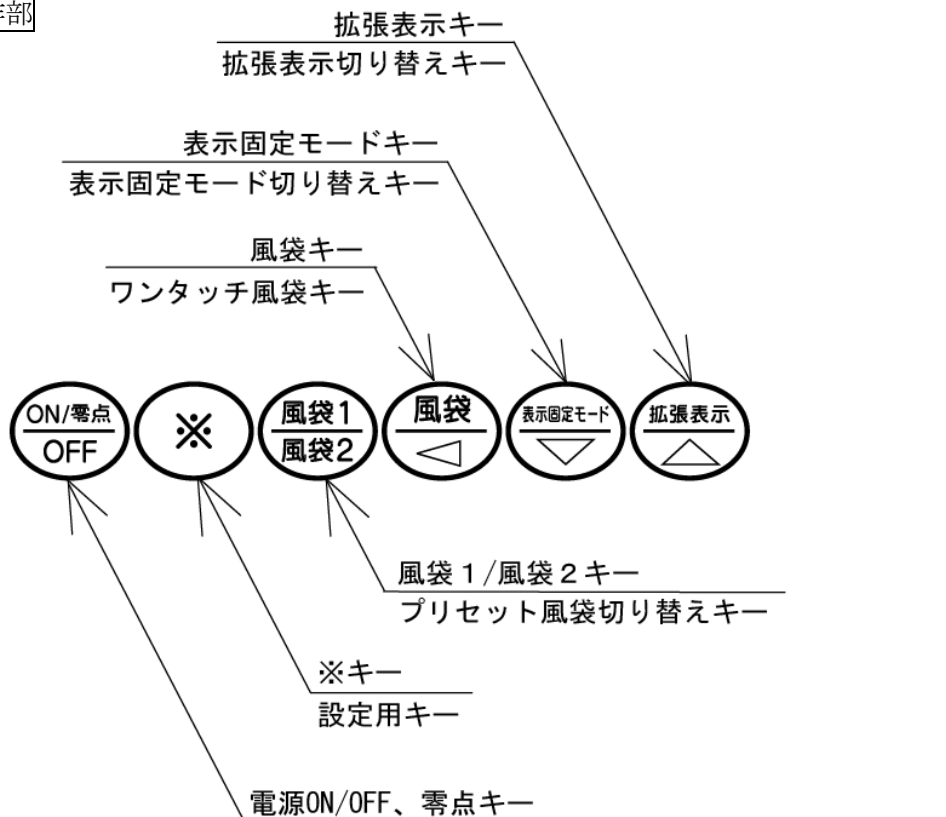 部
拡張表示キー
拡張表示切り替えキー
表示固定モードキー
表示固定モード切り替えキー
風袋キー
ワンタッチ風袋キー
ON/零点
OFF
※
風袋1
風袋2
風袋
表示固定モード
拡張表示
風袋1/風袋2キー
プリセット風袋切り替えキー
※キー
設定用キー
電源ON/OFF、零点キー